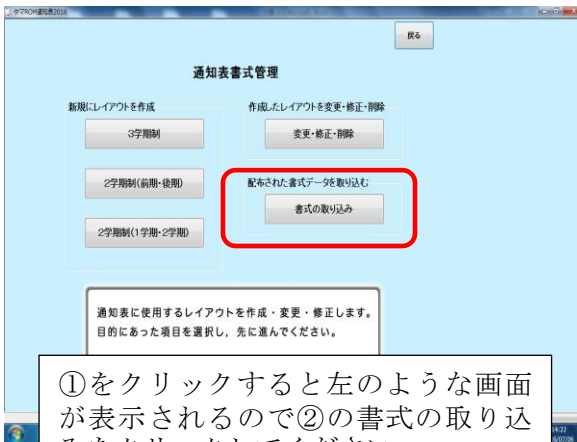 タマROM通知表2016
戻る
通知表書式管理
新規にレイアウトを作成
作成したレイアウトを変更・修正・削除
3学期制
変更・修正・削除
2学期制(前期・後期)
配布された書式データを取り込む
書式の取り込み
2学期制(1学期・2学期)
通知表に使用するレイアウトを作成・変更・修正します。
目的にあった項目を選択し，先に進んでください。
①をクリックすると左のような画面
が表示されるので②の書式の取り込
14:22